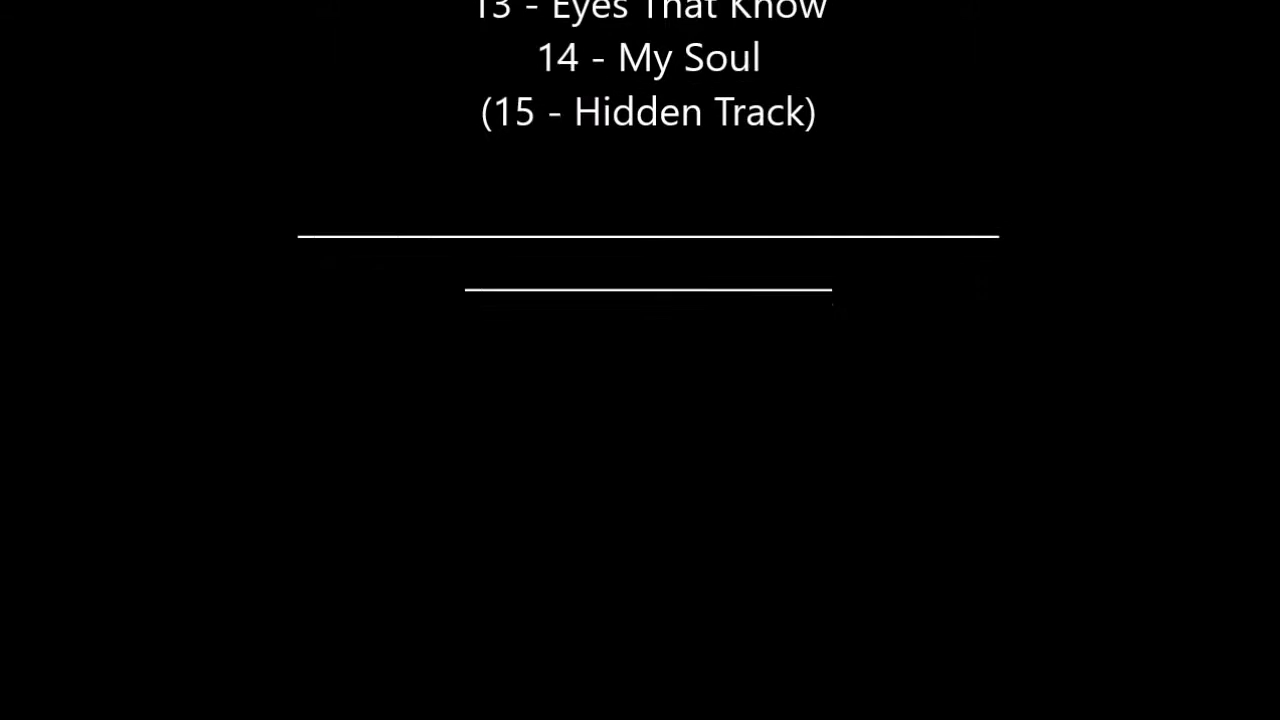 13 - Eyes That Know
14 - My Soul
(15 - Hidden Track)